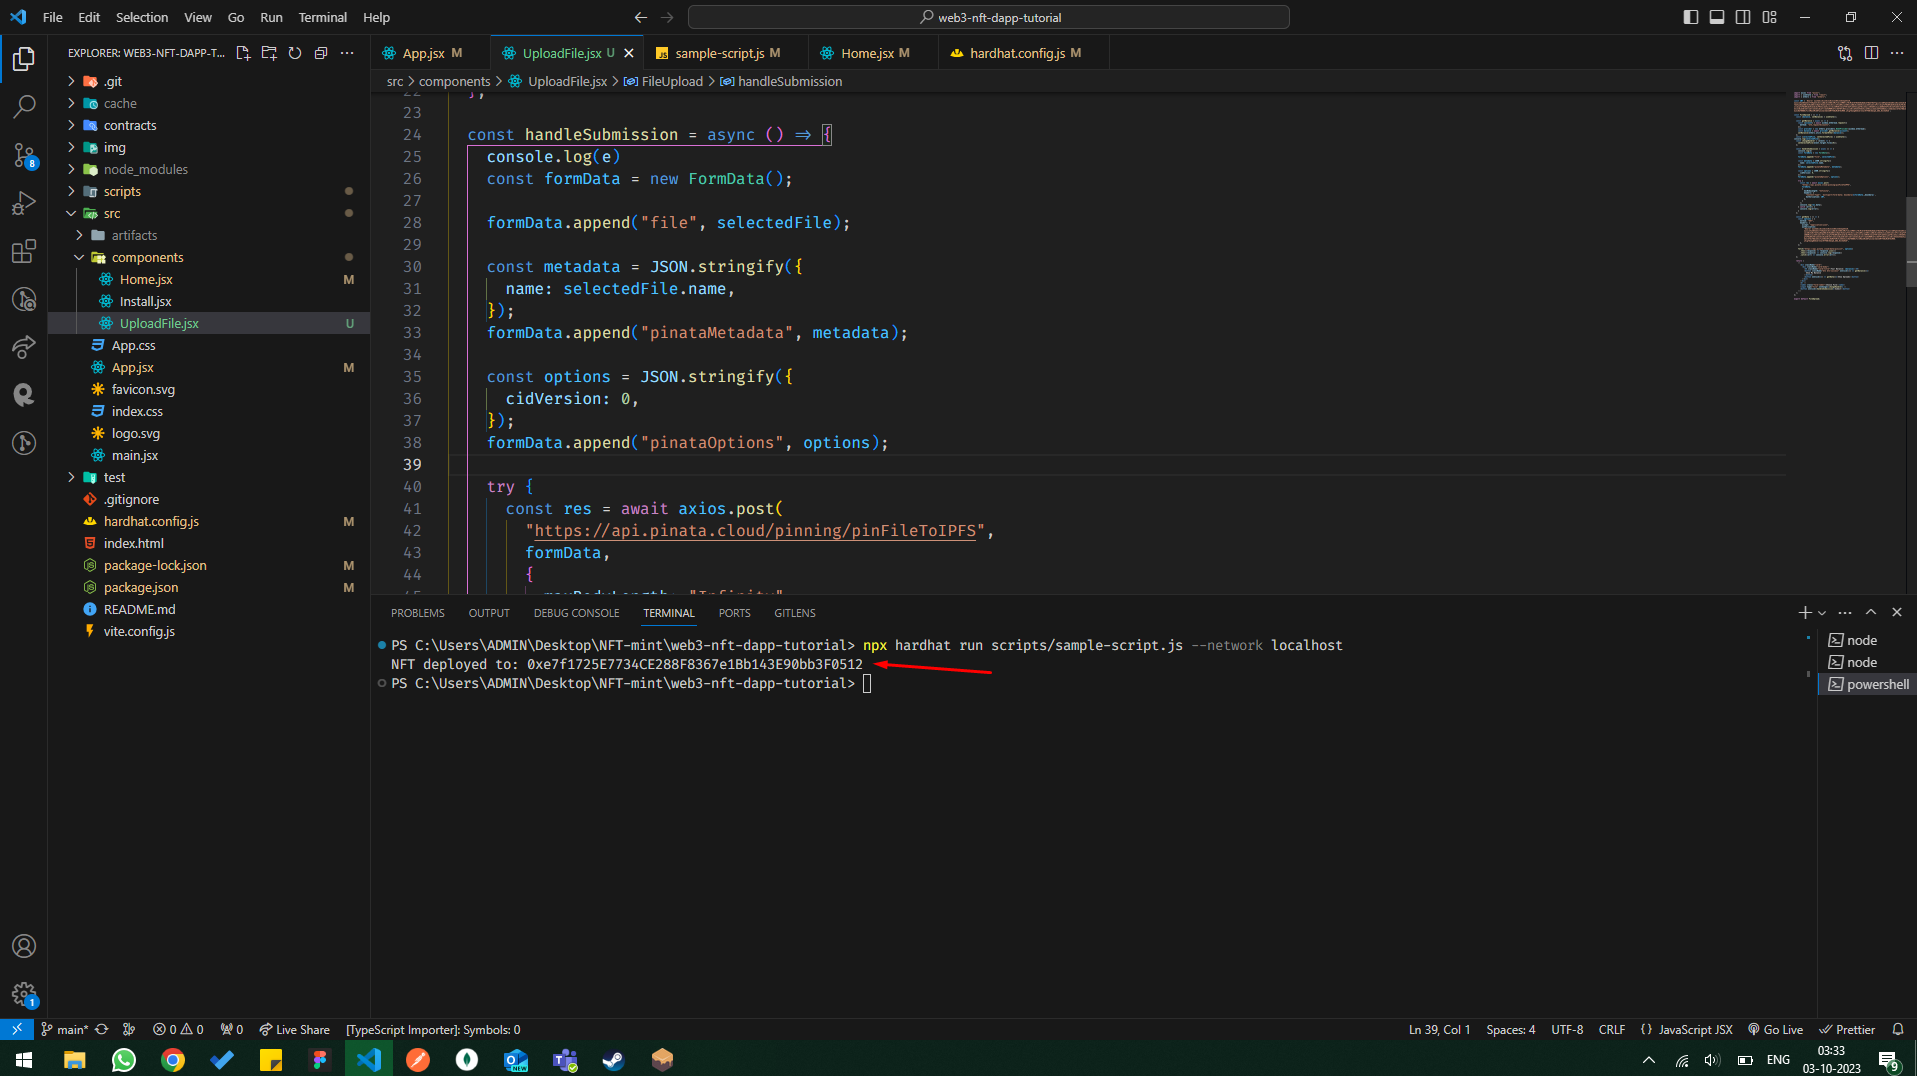 File Edit Selection View Go Run Terminal Help
web3-nft-dapp-tutorial
EXPLORER: WEB3-NFT-DAPP-T...
.git
cache
contracts
img
node_modules
scripts
src
artifacts
components
Home.jsx M
Install.jsx
UploadFile.jsx U
App.css
App.jsx M
favicon.svg
index.css
logo.svg
main.jsx
test
.gitignore
hardhat.config.js M
index.html
package-lock.json M
package.json M
README.md
vite.config.js
8
1
App.jsx M UploadFile.jsx U JS sample-script.js M Home.jsx M hardhat.config.js M
src > components > UploadFile.jsx > FileUpload > handleSubmission
22 };
23
24 const handleSubmission = async () => {
25 console.log(e)
26 const formData = new FormData();
27
28 formData.append("file", selectedFile);
29
30 const metadata = JSON.stringify({
31 name: selectedFile.name,
32 });
33 formData.append("pinataMetadata", metadata);
34
35 const options = JSON.stringify({
36 cidVersion: 0,
37 });
38 formData.append("pinataOptions", options);
39
40 try {
41 const res = await axios.post(
42 "https://api.pinata.cloud/pinning/pinFileToIPFS",
43 formData,
44 {
45 maxBodyLength: "Infinity",
PROBLEMS OUTPUT DEBUG CONSOLE TERMINAL PORTS GITLENS
PS C:\Users\ADMIN\Desktop\NFT-mint\web3-nft-dapp-tutorial> npx hardhat run scripts/sample-script.js --network localhost
NFT deployed to: 0xe7f1725E7734CE288F8367e1Bb143E90bb3F0512
PS C:\Users\ADMIN\Desktop\NFT-mint\web3-nft-dapp-tutorial>
node
node
powershell
main* 0 0 0 Live Share [TypeScript Importer]: Symbols: 0
Ln 39, Col 1 Spaces: 4 UTF-8 CRLF {} JavaScript JSX Go Live Prettier
ENG
03:33
03-10-2023
9